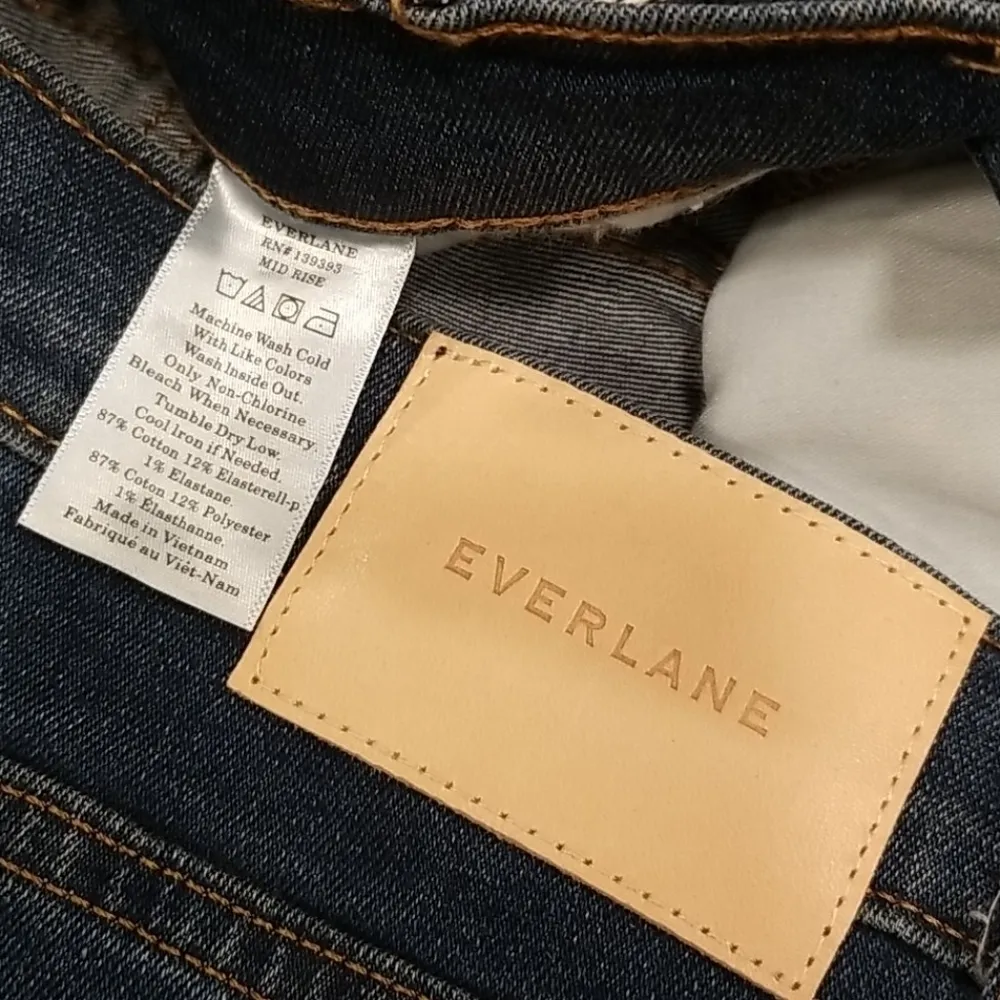 EVERLANE
RN# 139393
MID RISE
Machine Wash Cold
With Like Colors
Wash Inside Out.
Only Non-Chlorine
Bleach When Necessary.
Tumble Dry Low.
Cool Iron if Needed.
87% Cotton 12% Elasterell-p
1% Elastane.
87% Coton 12% Polyester
1% Élasthanne.
Made in Vietnam
Fabriqué au Viêt-Nam
EVERLANE